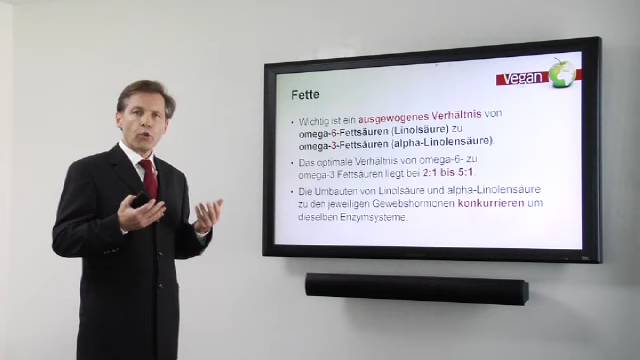 Vegan
Fette
• Wichtig ist ein ausgewogenes Verhältnis von
omega-6-Fettsäuren (Linolsäure) zu
omega-3-Fettsäuren (alpha-Linolensäure).
• Das optimale Verhältnis von omega-6- zu
omega-3 Fettsäuren liegt bei 2:1 bis 5:1.
• Die Umbauten von Linolsäure und alpha-Linolensäure
zu den jeweiligen Gewebshormonen konkurrieren um
dieselben Enzymsysteme.